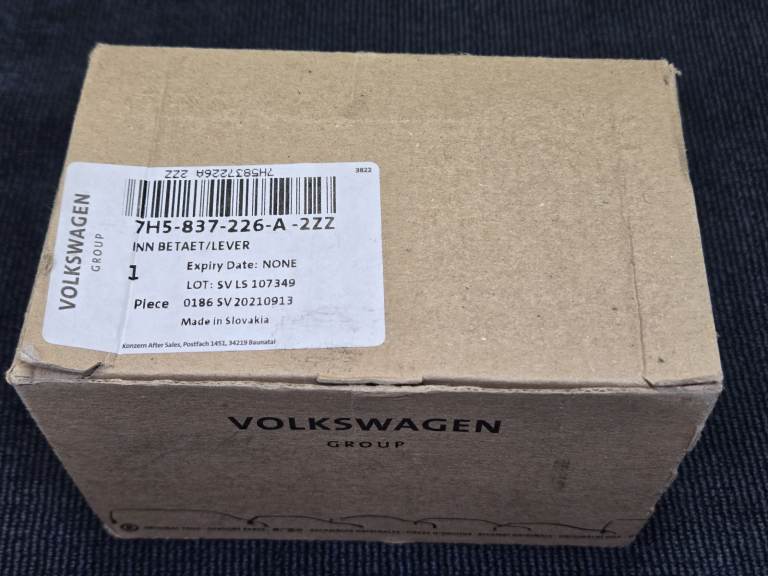 7H5837226A 2ZZ
3822
VOLKSWAGEN
GROUP
7H5-837-226-A -2ZZ
INN BETAET/LEVER
1
Expiry Date: NONE
LOT: SV LS 107349
Piece 0186 SV 20210913
Made in Slovakia
Konzern After Sales, Postfach 1451, 34219 Baunatal
VOLKSWAGEN
GROUP